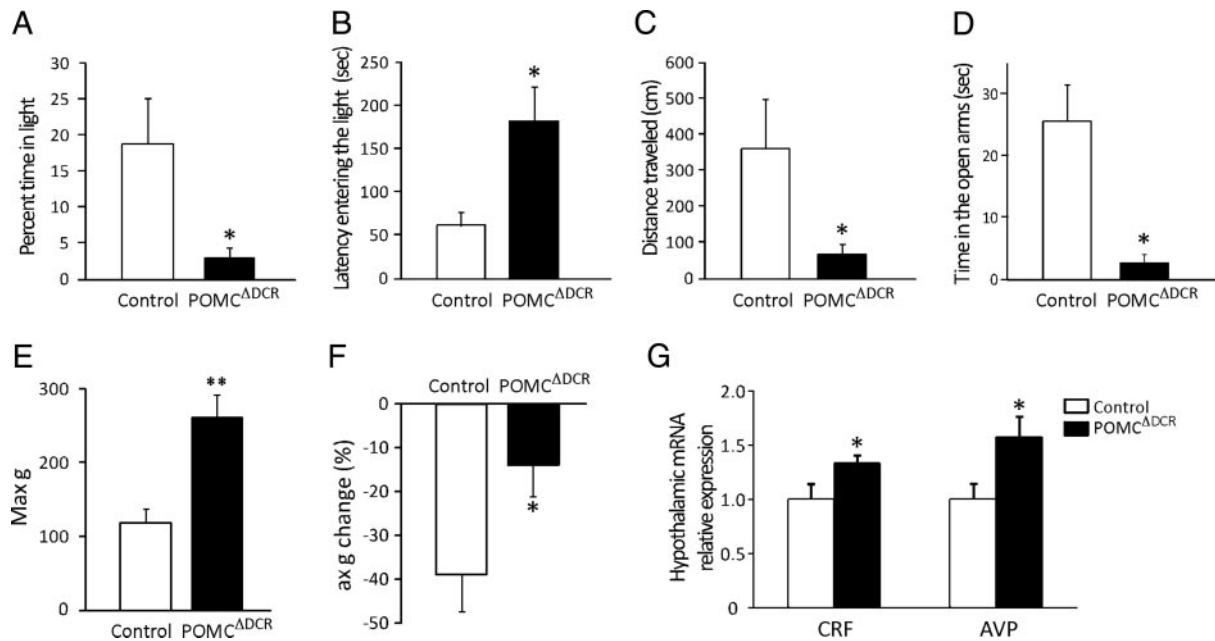 A
Percent time in light
30
25
20
15
10
5
0
*
Control POMC^ΔDCR
B
Latency entering the light (sec)
250
200
150
100
50
0
*
Control POMC^ΔDCR
C
Distance traveled (cm)
600
500
400
300
200
100
0
*
Control POMC^ΔDCR
D
Time in the open arms (sec)
30
20
10
0
*
Control POMC^ΔDCR
E
Max g
300
200
100
0
**
Control POMC^ΔDCR
F
Control POMC^ΔDCR
ax g change (%)
0
-10
-20
-30
-40
-50
*
G
Hypothalamic mRNA
relative expression
2.0
1.5
1.0
0.5
0
*
*
CRF AVP
Control
POMC^ΔDCR